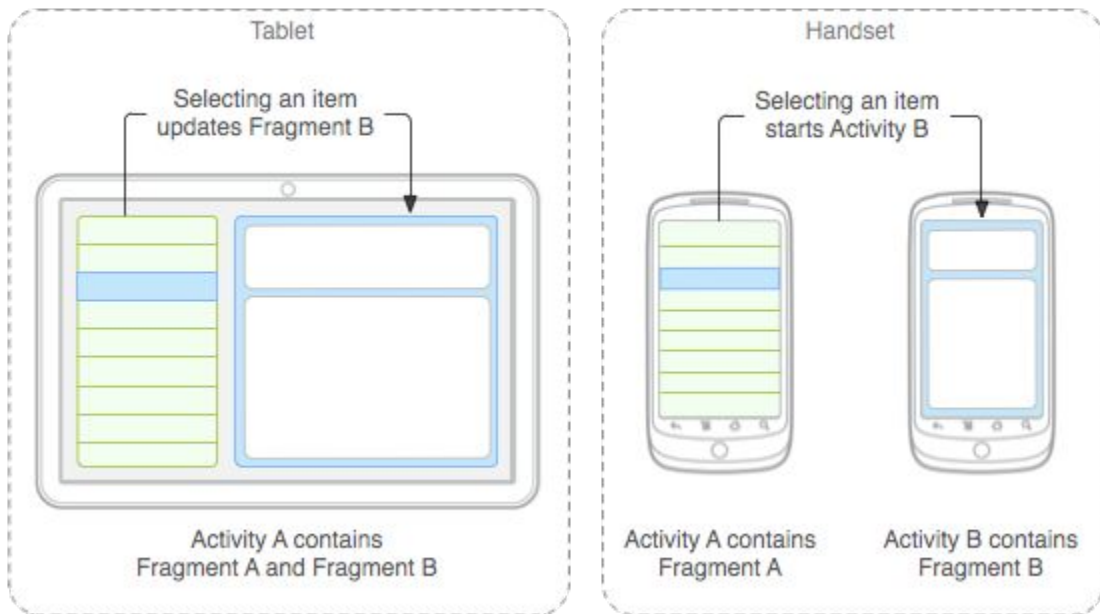 Tablet
Selecting an item
updates Fragment B
Activity A contains
Fragment A and Fragment B
Handset
Selecting an item
starts Activity B
Activity A contains
Fragment A
Activity B contains
Fragment B